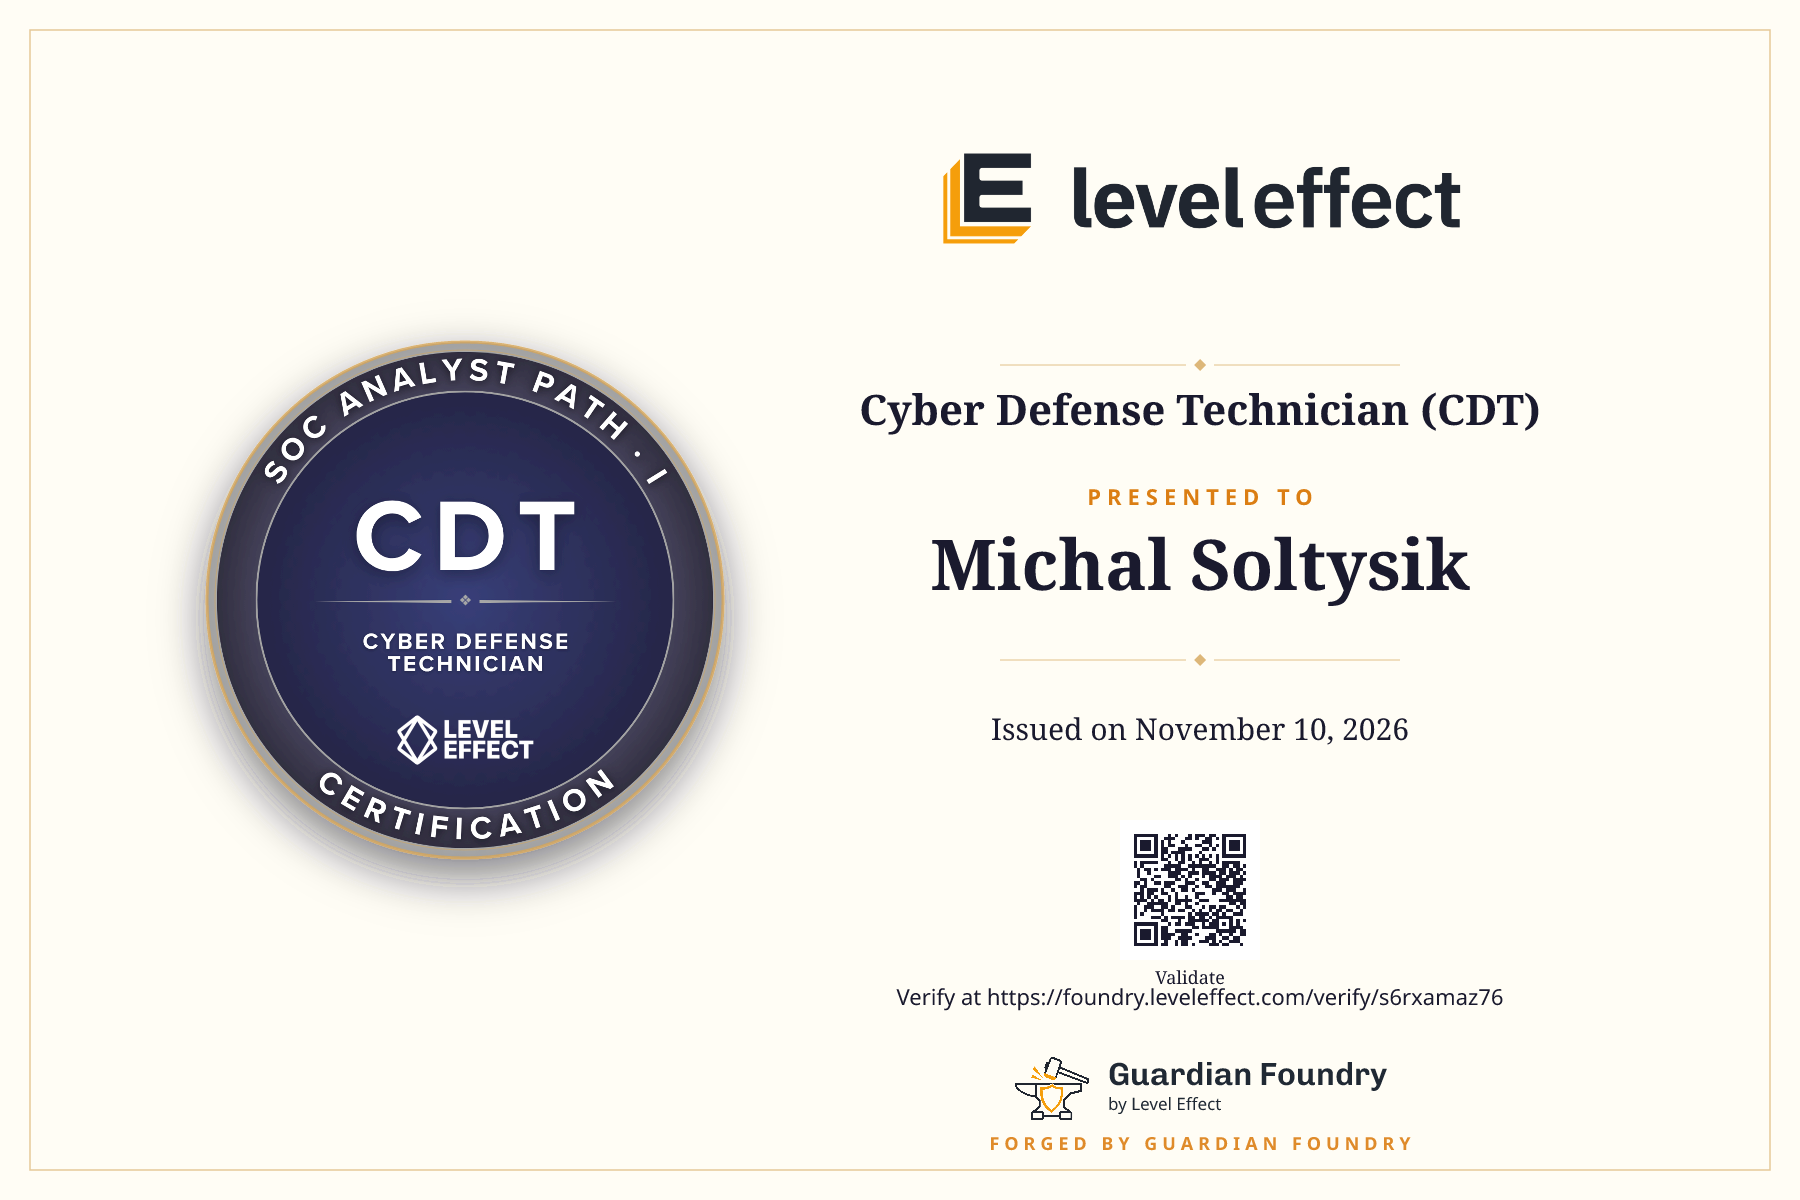 SOC ANALYST PATH · I
CDT
CYBER DEFENSE
TECHNICIAN
LEVEL
EFFECT
CERTIFICATION
level effect
Cyber Defense Technician (CDT)
PRESENTED TO
Michal Soltysik
Issued on November 10, 2026
Validate
Verify at https://foundry.leveleffect.com/verify/s6rxamaz76
Guardian Foundry
by Level Effect
FORGED BY GUARDIAN FOUNDRY